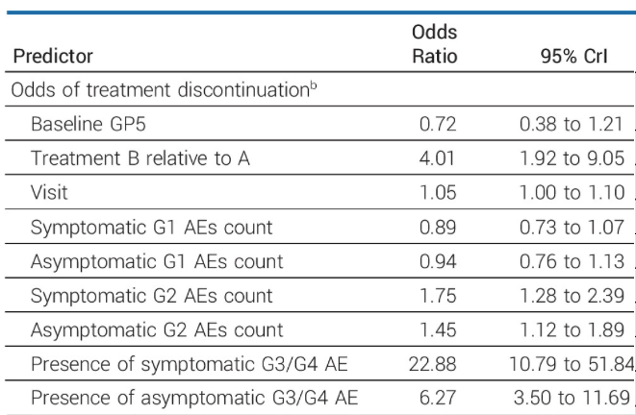 Predictor Odds Ratio 95% CrI
Odds of treatment discontinuationᵇ
Baseline GP5 0.72 0.38 to 1.21
Treatment B relative to A 4.01 1.92 to 9.05
Visit 1.05 1.00 to 1.10
Symptomatic G1 AEs count 0.89 0.73 to 1.07
Asymptomatic G1 AEs count 0.94 0.76 to 1.13
Symptomatic G2 AEs count 1.75 1.28 to 2.39
Asymptomatic G2 AEs count 1.45 1.12 to 1.89
Presence of symptomatic G3/G4 AE 22.88 10.79 to 51.84
Presence of asymptomatic G3/G4 AE 6.27 3.50 to 11.69